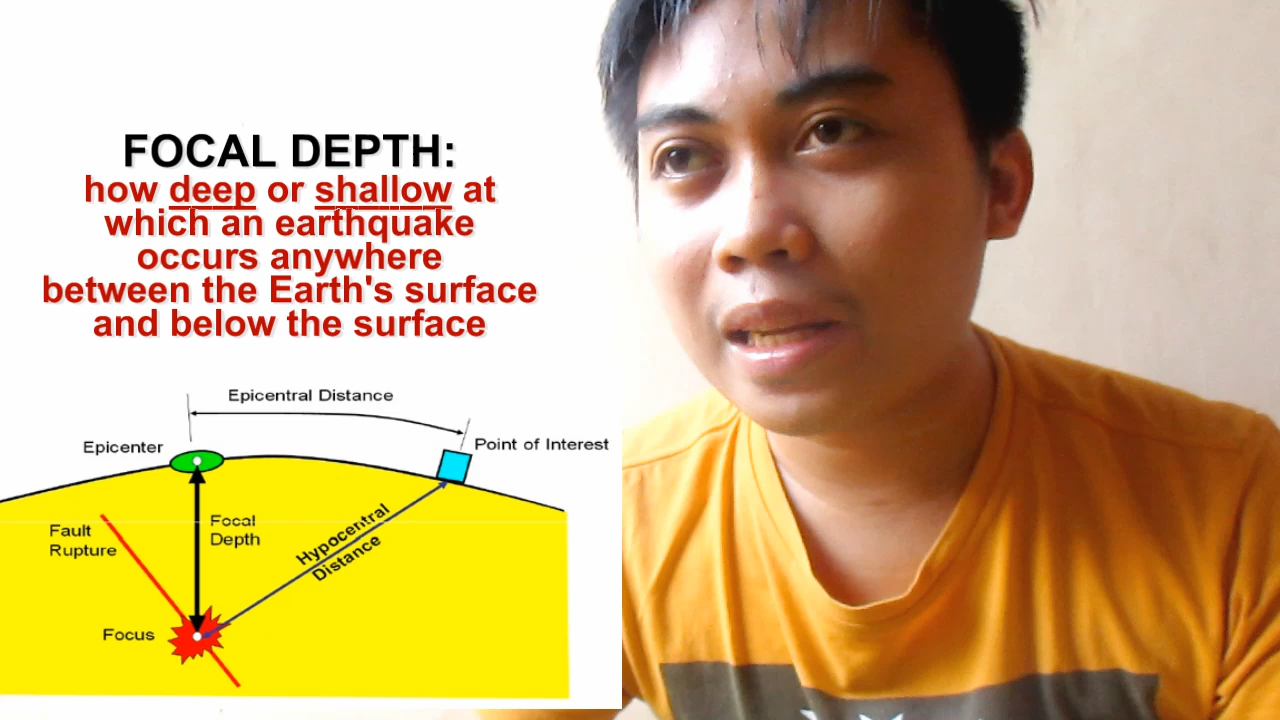 FOCAL DEPTH:
how deep or shallow at
which an earthquake
occurs anywhere
between the Earth's surface
and below the surface
Epicentral Distance
Epicenter
Point of Interest
Fault
Rupture
Focal
Depth
Hypocentral
Distance
Focus